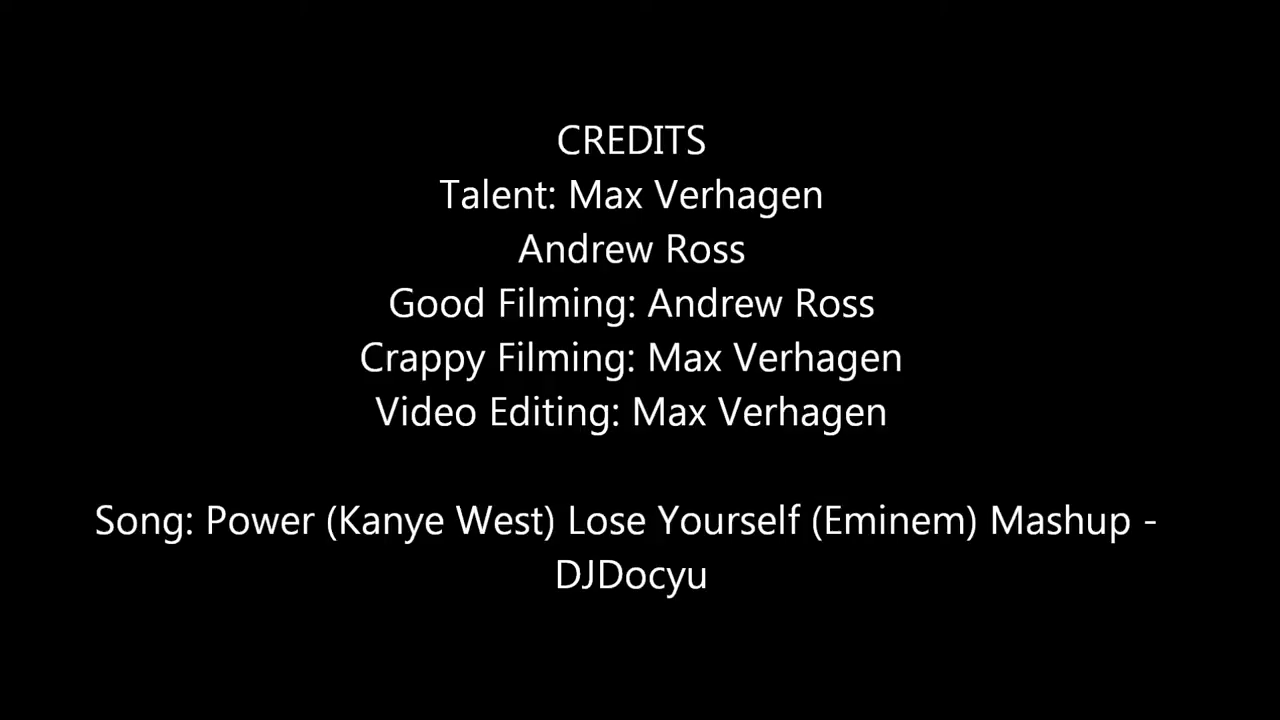 CREDITS
Talent: Max Verhagen
Andrew Ross
Good Filming: Andrew Ross
Crappy Filming: Max Verhagen
Video Editing: Max Verhagen
Song: Power (Kanye West) Lose Yourself (Eminem) Mashup -
DJDocyu